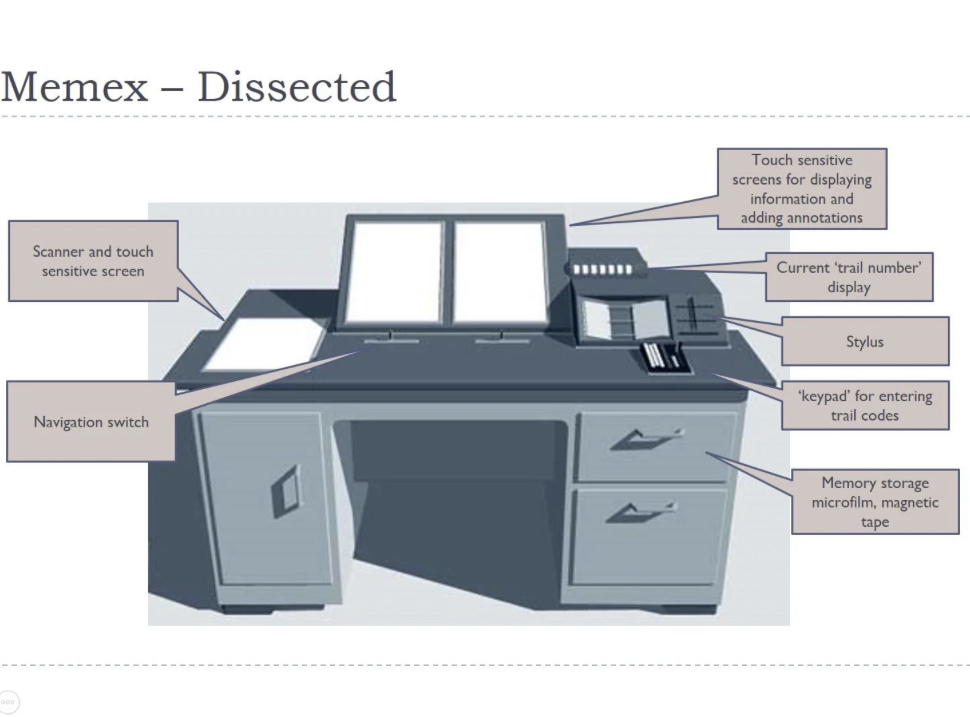 Memex – Dissected
Touch sensitive
screens for displaying
information and
adding annotations
Scanner and touch
sensitive screen
Current ‘trail number’
display
Stylus
‘keypad’ for entering
trail codes
Navigation switch
Memory storage
microfilm, magnetic
tape